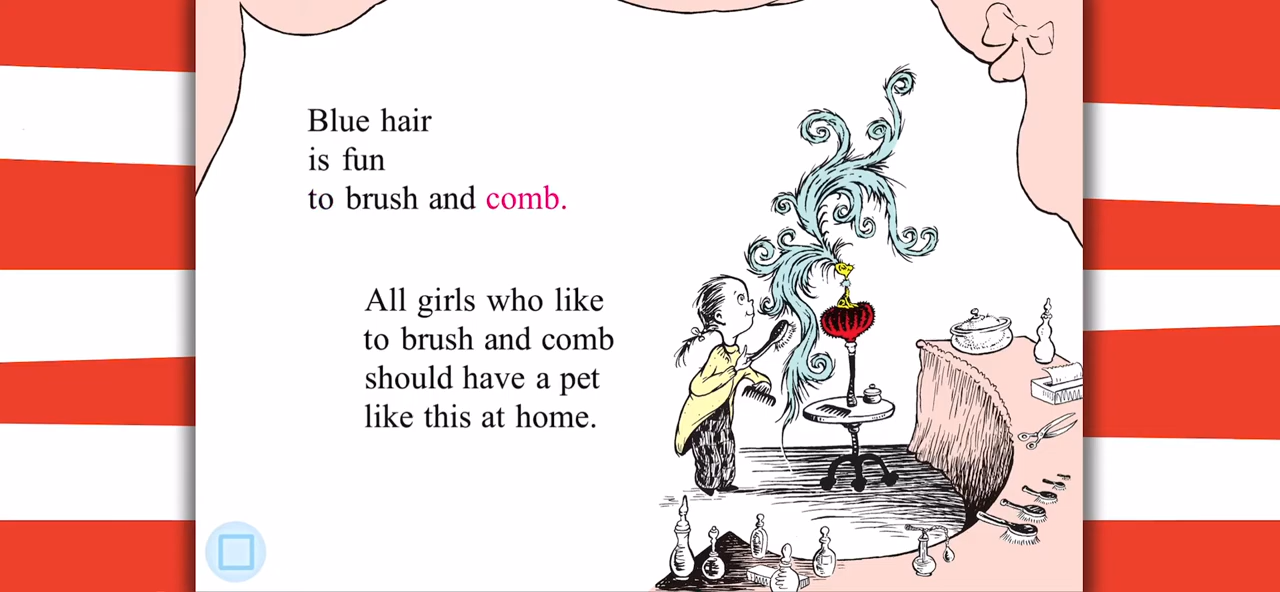 Blue hair
is fun
to brush and comb.
All girls who like
to brush and comb
should have a pet
like this at home.